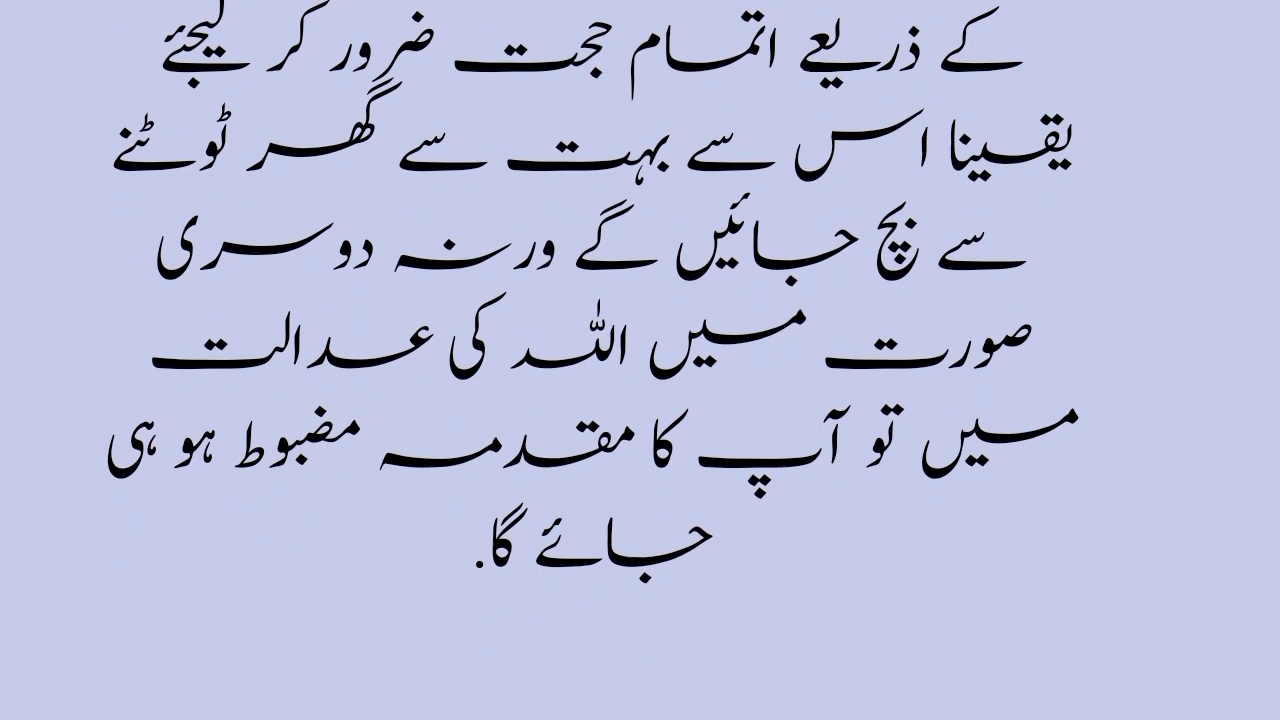 کے ذریعے اتمام حجت ضرور کر لیجئے
یقینا اس سے بہت سے گھر ٹوٹنے
سے بچ جائیں گے ورنہ دوسری
صورت میں اللہ کی عدالت
میں تو آپ کا مقدمہ مضبوط ہو ہی
جائے گا.